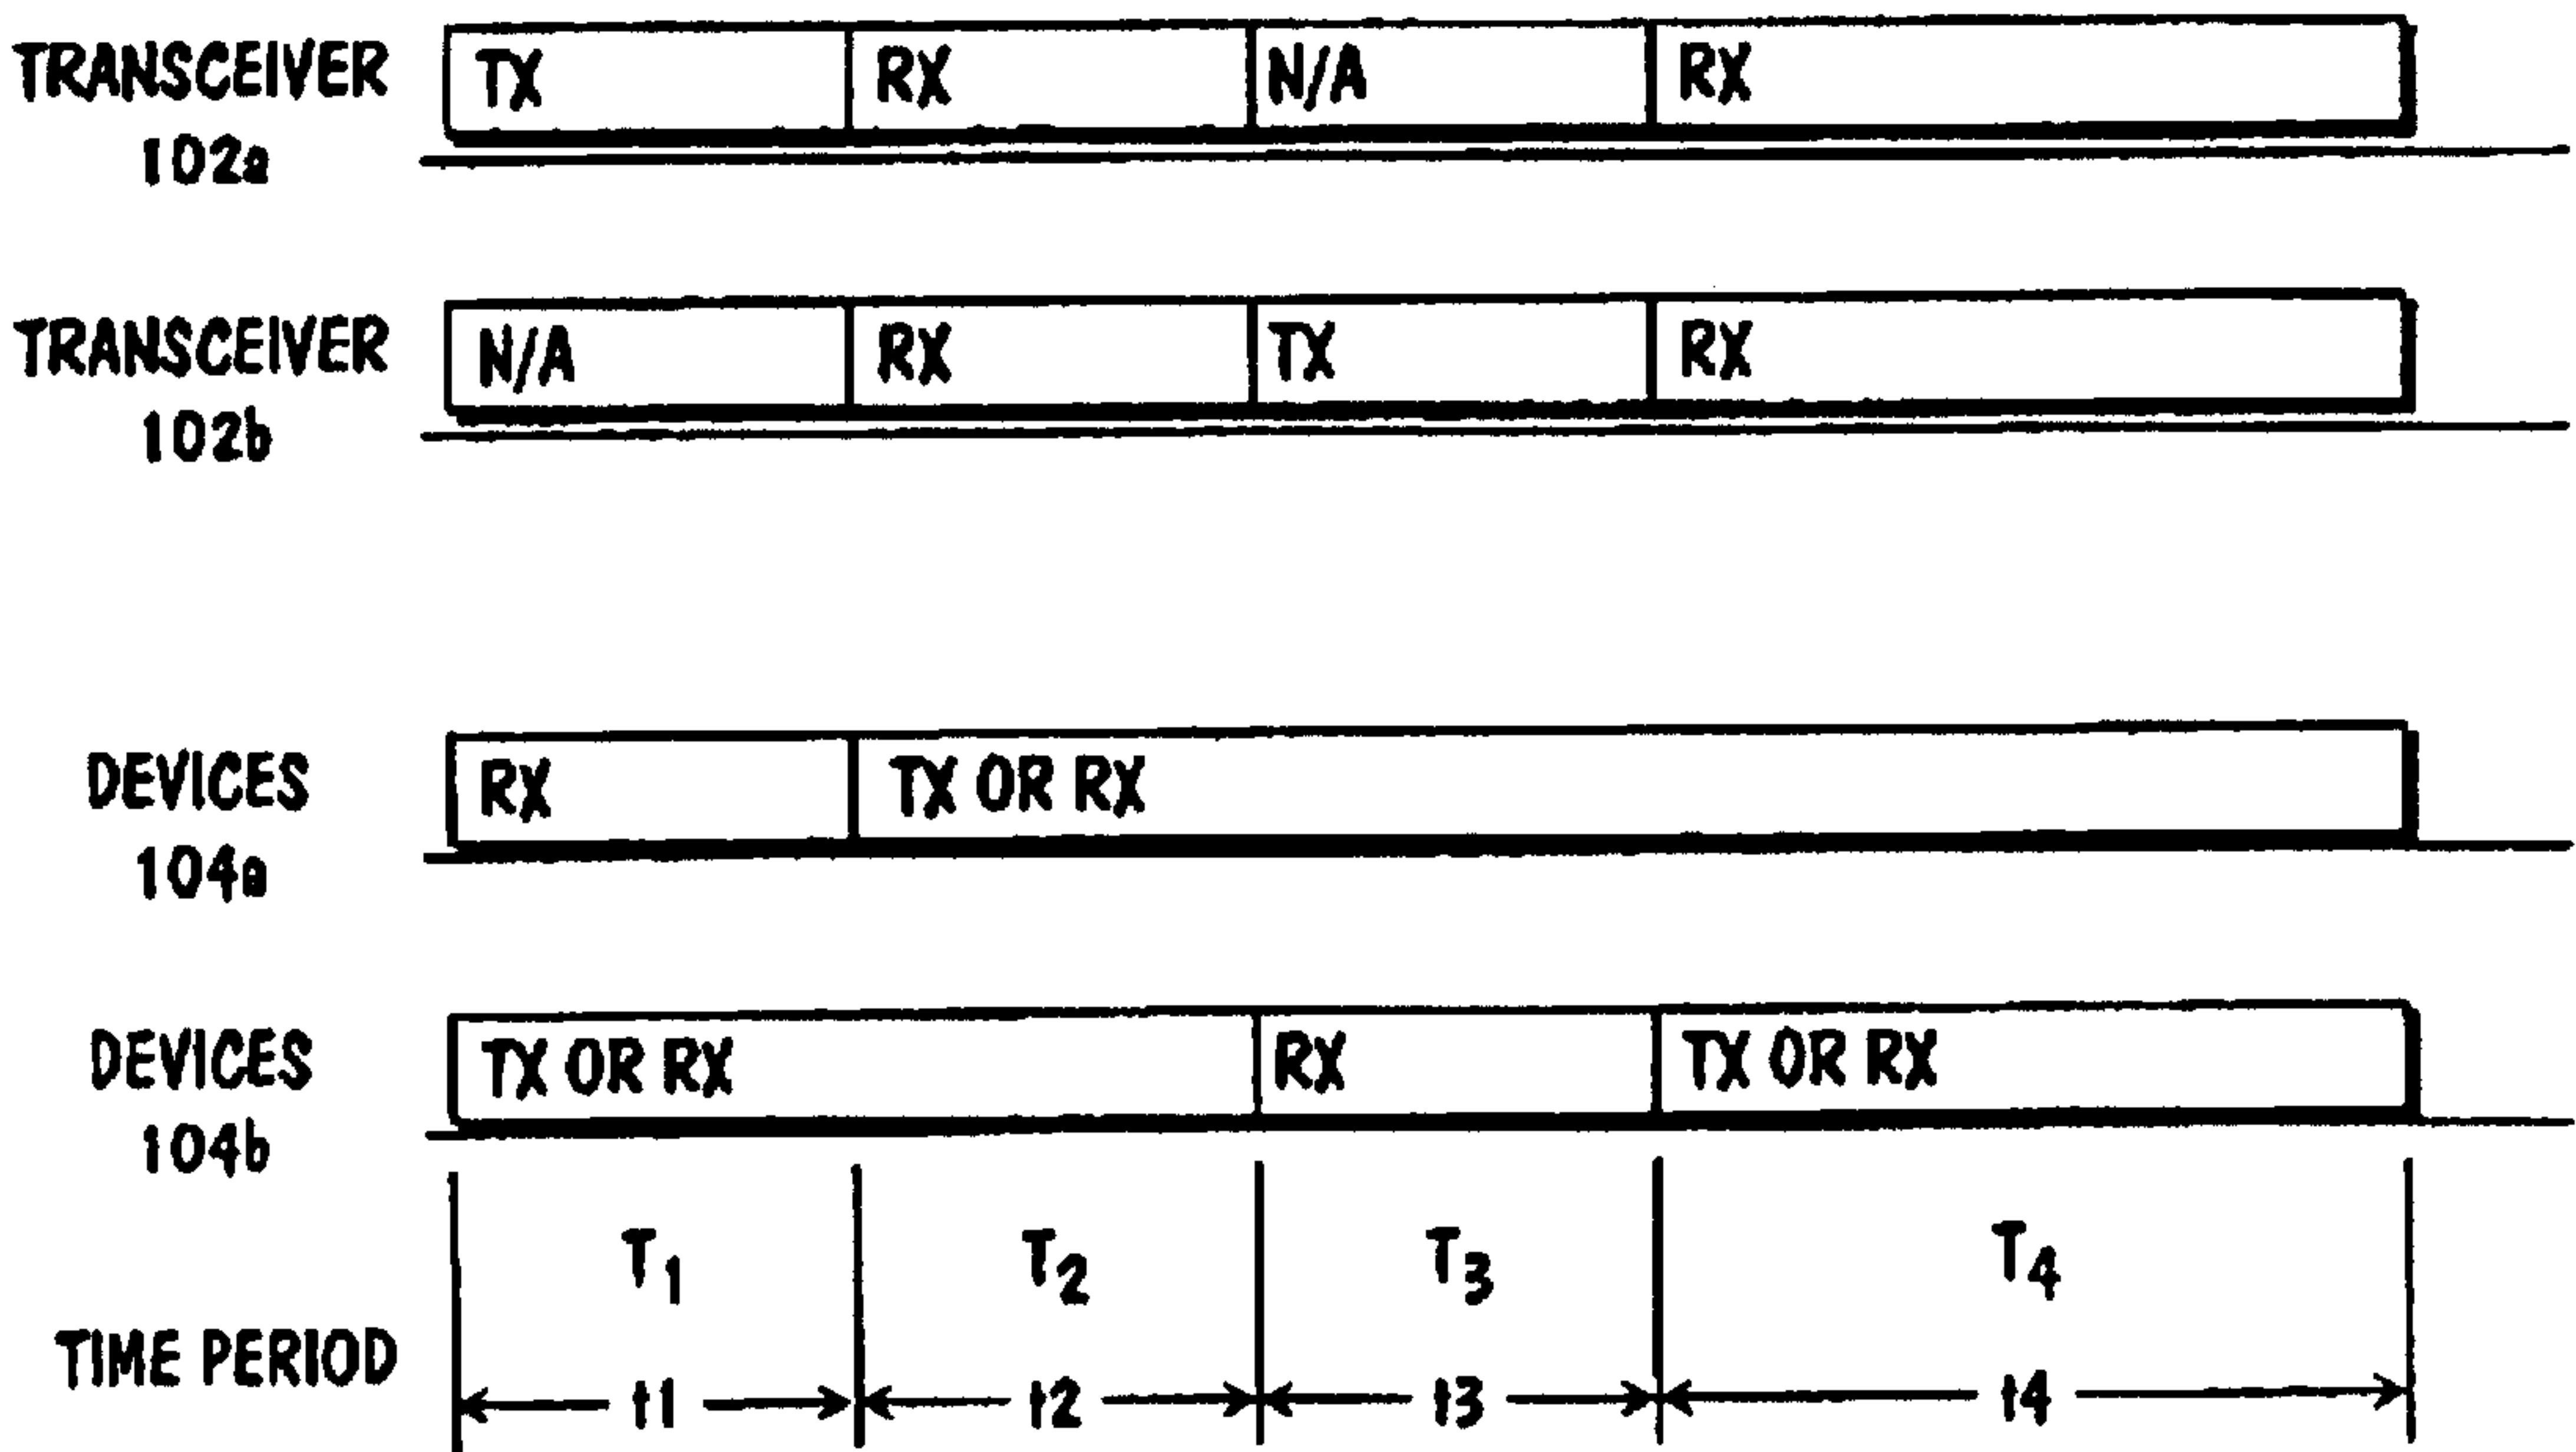 TRANSCEIVER
102a
TX RX N/A RX
TRANSCEIVER
102b
N/A RX TX RX
DEVICES
104a
RX TX OR RX
DEVICES
104b
TX OR RX RX TX OR RX
T1 T2 T3 T4
TIME PERIOD
t1 t2 t3 t4